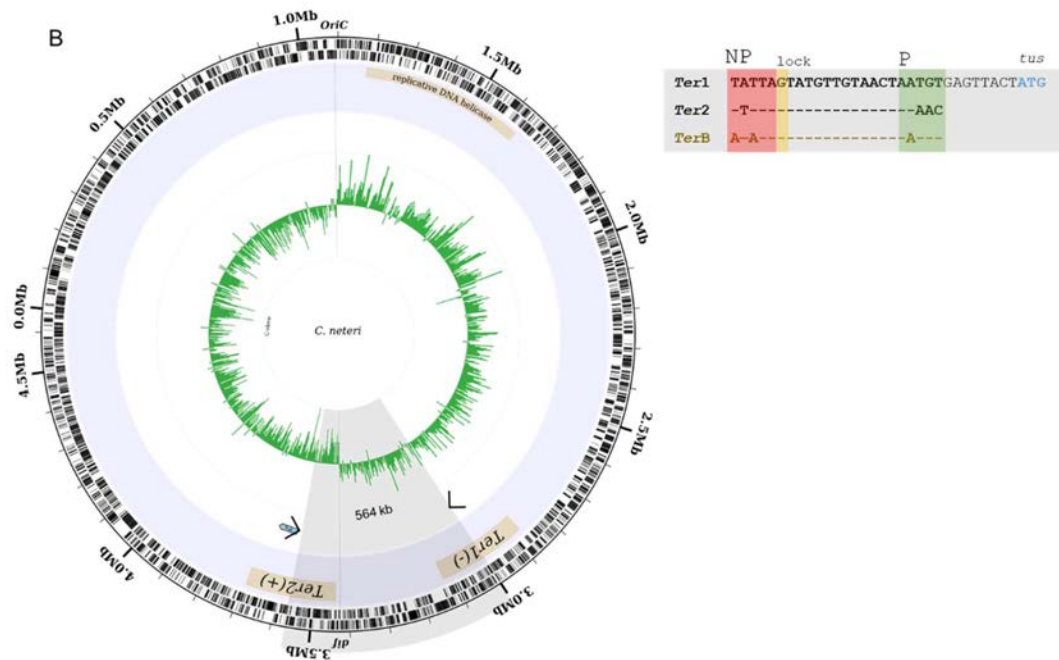 B
OriC
1.0Mb
1.5Mb
0.5Mb
replicative DNA helicase
2.0Mb
0.0Mb
C. neteri
4.5Mb
2.5Mb
564 kb
Ter1(-)
Ter2(+)
4.0Mb
3.0Mb
3.5Mb
dif
NP lock P tus
Ter1 TATTAGTATGTTGTAACTAATGTGAGTTACTATG
Ter2 -T------------------AAC
TerB A-A-----------------A---